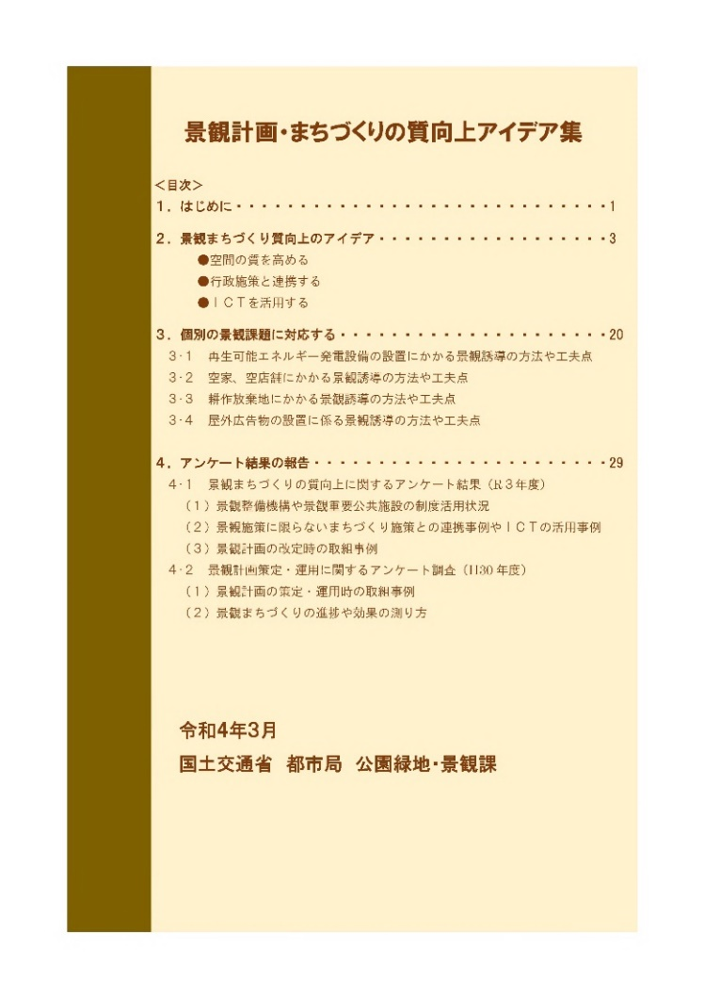 景観計画・まちづくりの質向上アイデア集
＜目次＞
１．はじめに・・・・・・・・・・・・・・・・・・・・・・・・・・・・・1
２．景観まちづくり質向上のアイデア・・・・・・・・・・・・・・・・・・3
●空間の質を高める
●行政施策と連携する
●ＩＣＴを活用する
３．個別の景観課題に対応する・・・・・・・・・・・・・・・・・・・・・20
３-１　再生可能エネルギー発電設備の設置にかかる景観誘導の方法や工夫点
３-２　空家、空店舗にかかる景観誘導の方法や工夫点
３-３　耕作放棄地にかかる景観誘導の方法や工夫点
３-４　屋外広告物の設置に係る景観誘導の方法や工夫点
４．アンケート結果の報告・・・・・・・・・・・・・・・・・・・・・・・29
４-１　景観まちづくりの質向上に関するアンケート結果（R３年度）
（１）景観整備機構や景観重要公共施設の制度活用状況
（２）景観施策に限らないまちづくり施策との連携事例やＩＣＴの活用事例
（３）景観計画の改定時の取組事例
４-２　景観計画策定・運用に関するアンケート調査（H30 年度）
（１）景観計画の策定・運用時の取組事例
（２）景観まちづくりの進捗や効果の測り方
令和4年3月
国土交通省　都市局　公園緑地・景観課